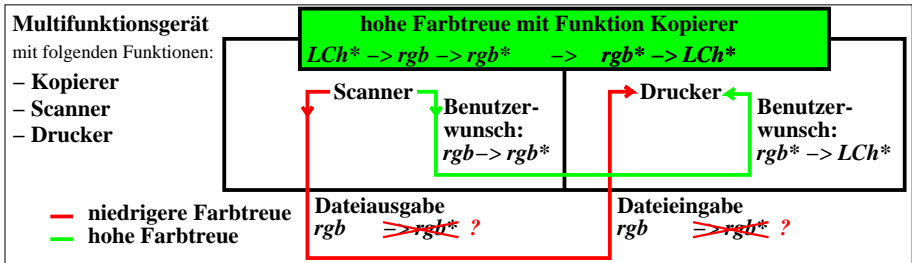 Multifunktionsgerät
mit folgenden Funktionen:
– Kopierer
– Scanner
– Drucker
hohe Farbtreue mit Funktion Kopierer
LCh* –> rgb –> rgb* –> rgb* –> LCh*
Scanner
Benutzer-
wunsch:
rgb–> rgb*
Drucker
Benutzer-
wunsch:
rgb* –> LCh*
niedrigere Farbtreue
hohe Farbtreue
Dateiausgabe
rgb –>rgb* ?
Dateieingabe
rgb –>rgb* ?